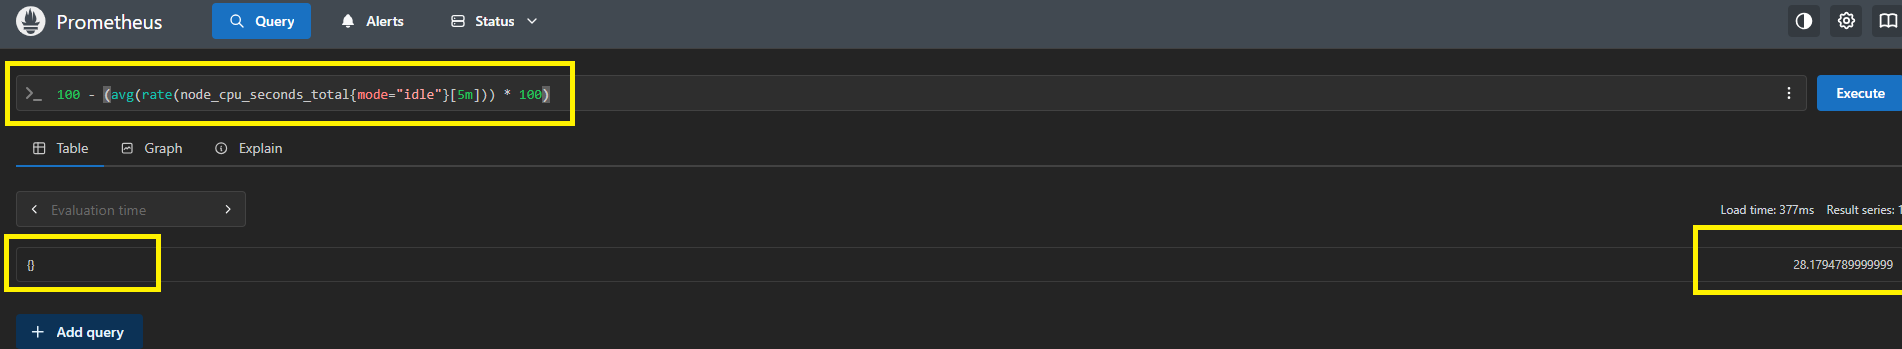 Prometheus Query Alerts Status
>_ 100 - (avg(rate(node_cpu_seconds_total{mode="idle"}[5m])) * 100) Execute
Table Graph Explain
Evaluation time Load time: 377ms Result series: 1
{} 28.1794789999999
+ Add query